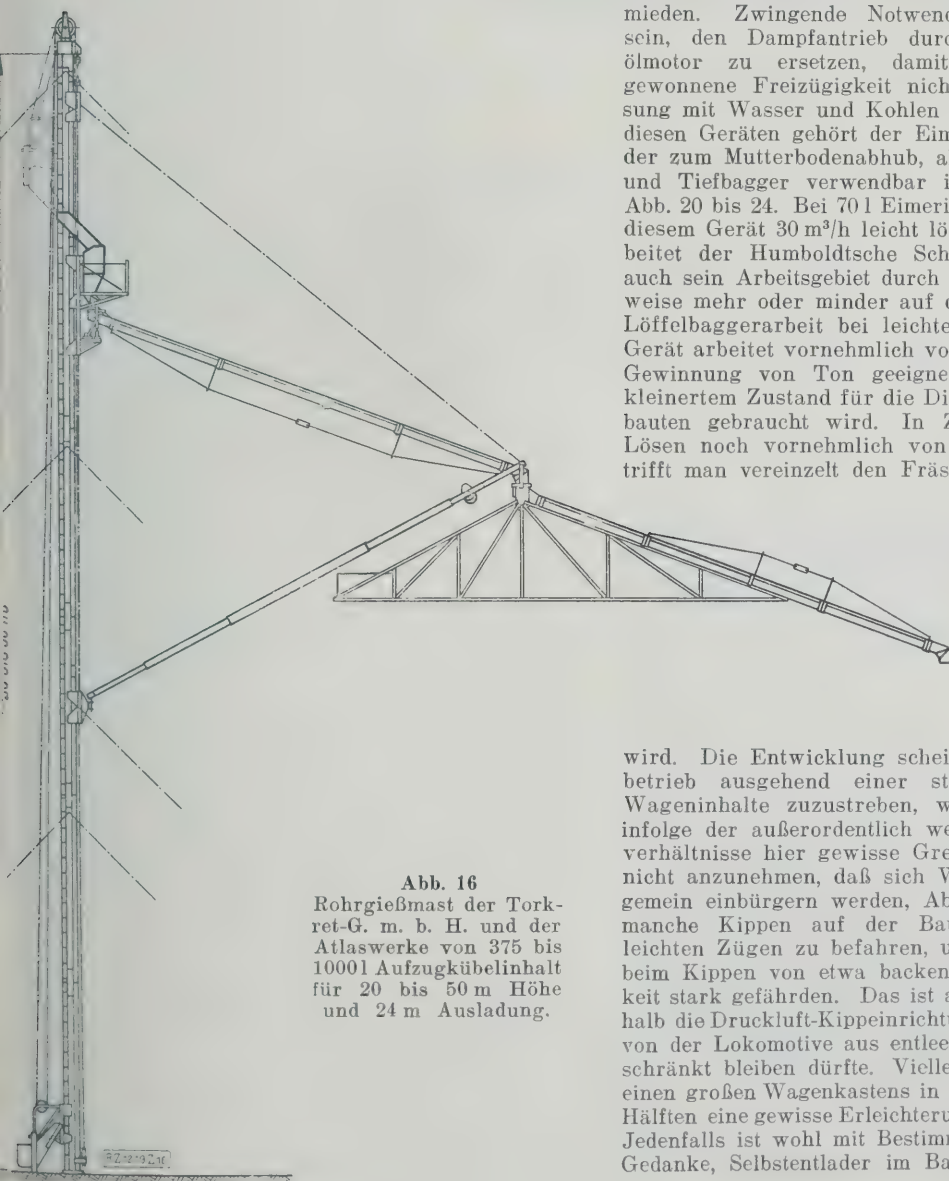 mieden. Zwingende Notwend
sein, den Dampfantrieb durc
ölmotor zu ersetzen, damit
gewonnene Freizügigkeit nich
sung mit Wasser und Kohlen
diesen Geräten gehört der Ein
der zum Mutterbodenabhub, a
und Tiefbagger verwendbar i
Abb. 20 bis 24. Bei 70 l Eimeri
diesem Gerät 30 m³/h leicht lö
beitet der Humboldtsche Sch
auch sein Arbeitsgebiet durch
weise mehr oder minder auf d
Löffelbaggerarbeit bei leichte
Gerät arbeitet vornehmlich vo
Gewinnung von Ton geeigne
kleinertem Zustand für die Di
bauten gebraucht wird. In Z
Lösen noch vornehmlich von
trifft man vereinzelt den Fräs
Abb. 16
Rohrgießmast der Tork-
ret-G. m. b. H. und der
Atlaswerke von 375 bis
1000 l Aufzugkübelinhalt
für 20 bis 50 m Höhe
und 24 m Ausladung.
wird. Die Entwicklung schei
betrieb ausgehend einer st
Wageninhalte zuzustreben, w
infolge der außerordentlich we
verhältnisse hier gewisse Gre
nicht anzunehmen, daß sich V
gemein einbürgern werden, Ab
manche Kippen auf der Ba
leichten Zügen zu befahren, u
beim Kippen von etwa backen
keit stark gefährden. Das ist a
halb die Druckluft-Kippeinricht
von der Lokomotive aus entlee
schränkt bleiben dürfte. Vielle
einen großen Wagenkastens in
Hälften eine gewisse Erleichteru
Jedenfalls ist wohl mit Bestim
Gedanke, Selbstentlader im Ba